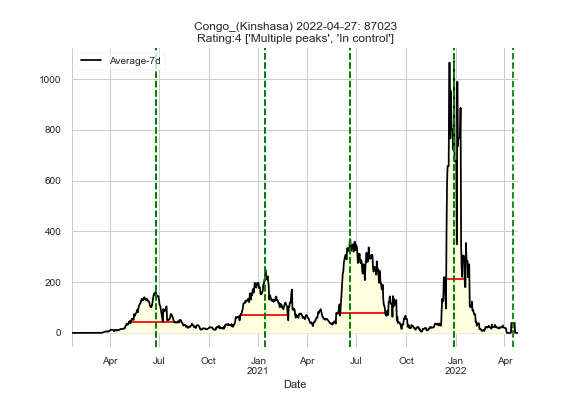 Congo_(Kinshasa) 2022-04-27: 87023
Rating:4 ['Multiple peaks', 'In control']
Average-7d
1000
800
600
400
200
0
Apr Jul Oct Jan Apr Jul Oct Jan Apr
2021 2022
Date